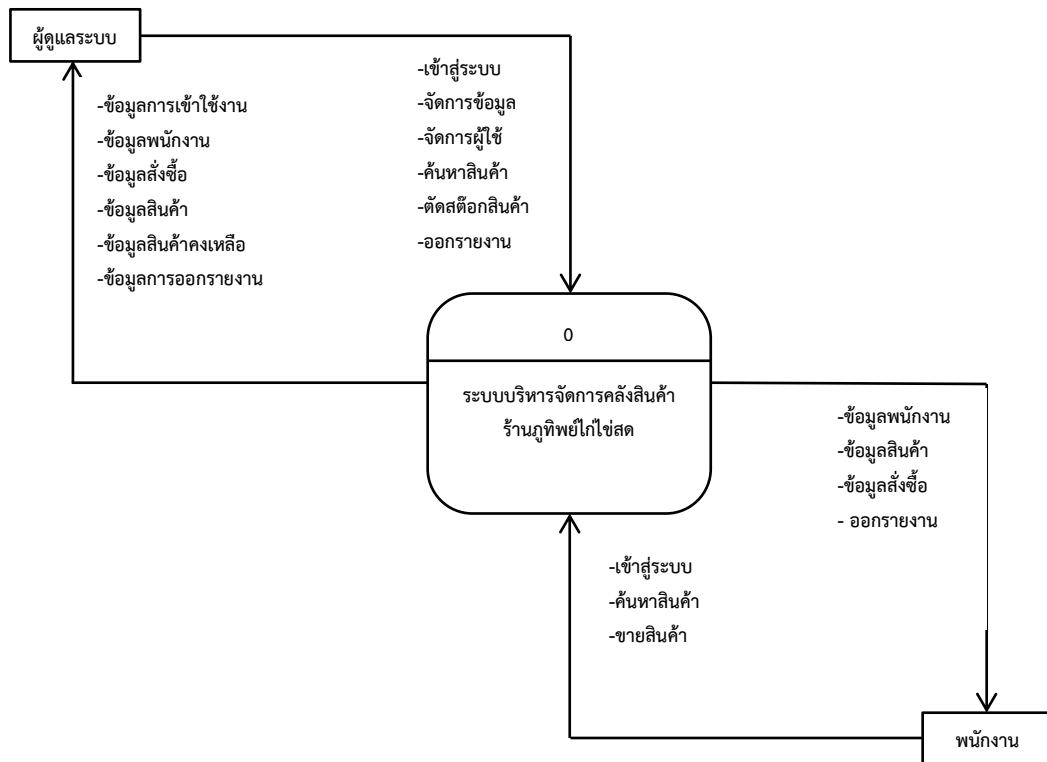 ผู้ดูแลระบบ
-ข้อมูลการเข้าใช้งาน
-ข้อมูลพนักงาน
-ข้อมูลสั่งซื้อ
-ข้อมูลสินค้า
-ข้อมูลสินค้าคงเหลือ
-ข้อมูลการออกรายงาน
-เข้าสู่ระบบ
-จัดการข้อมูล
-จัดการผู้ใช้
-ค้นหาสินค้า
-ตัดสต๊อกสินค้า
-ออกรายงาน
0
ระบบบริหารจัดการคลังสินค้า
ร้านภูทิพย์ไก่ไข่สด
-ข้อมูลพนักงาน
-ข้อมูลสินค้า
-ข้อมูลสั่งซื้อ
- ออกรายงาน
-เข้าสู่ระบบ
-ค้นหาสินค้า
-ขายสินค้า
พนักงาน